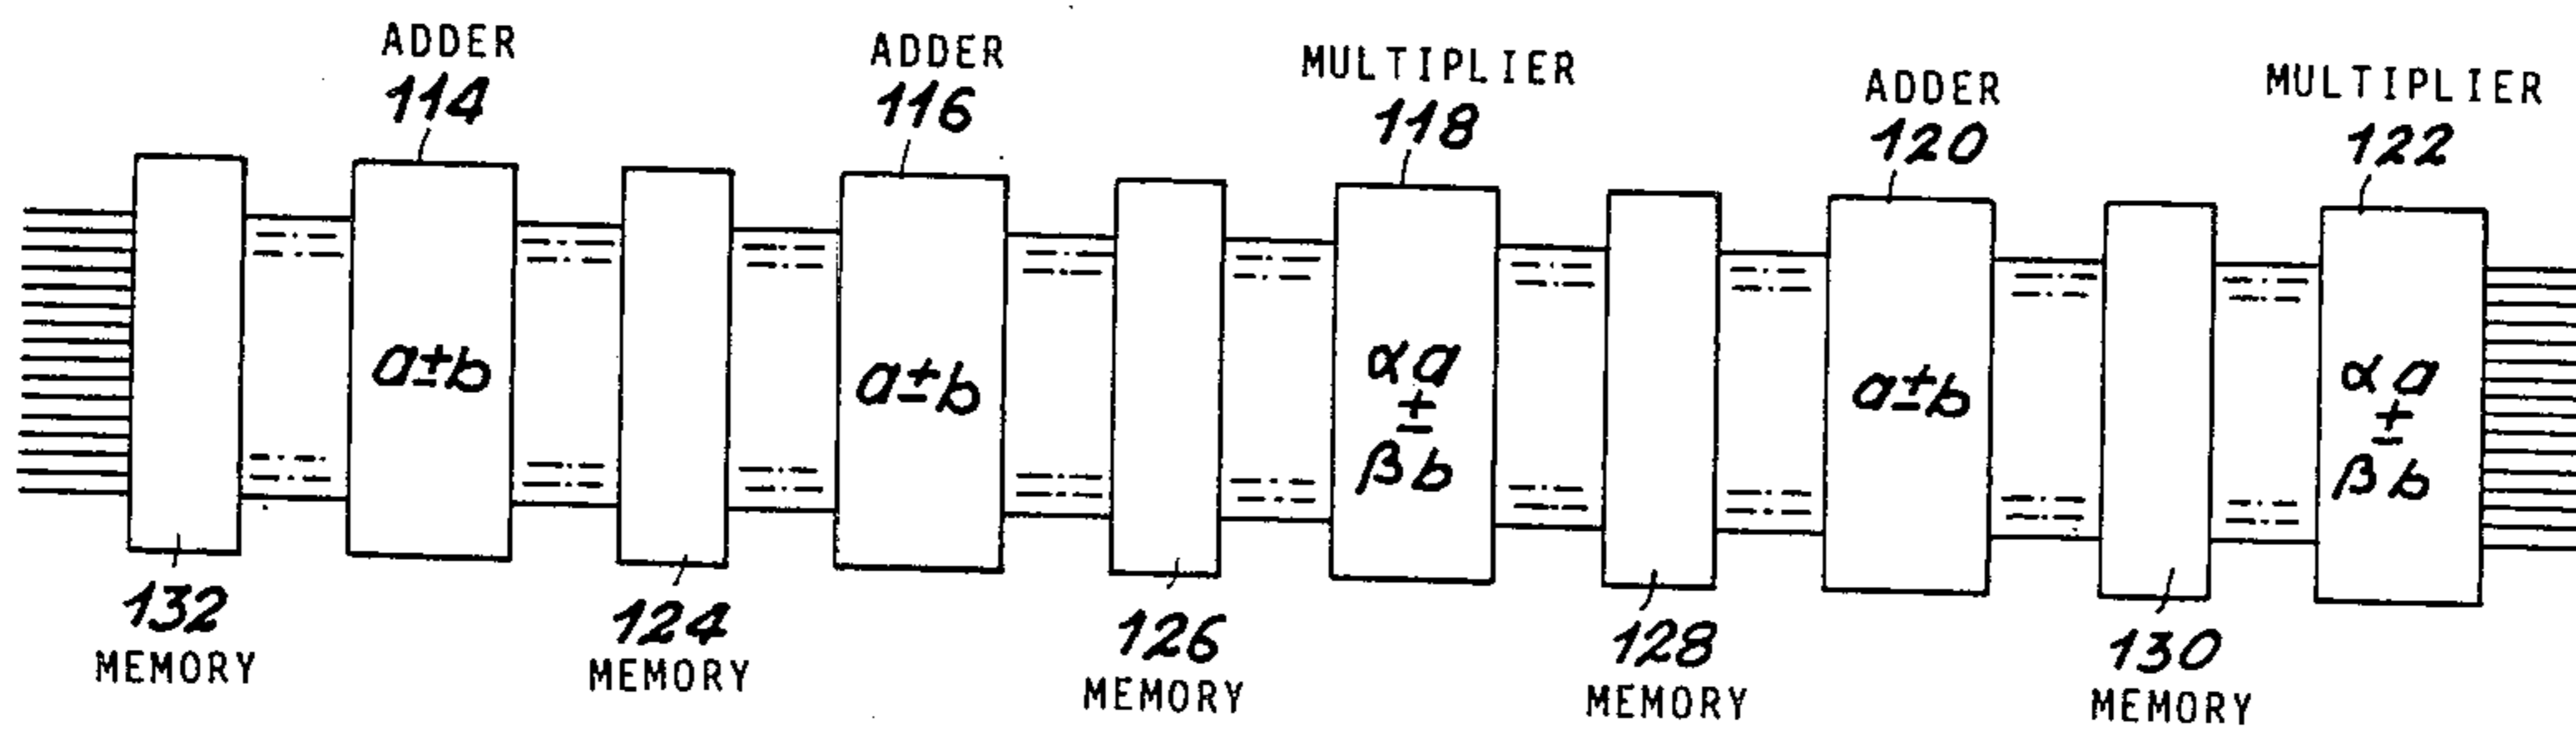 ADDER
114
ADDER
116
MULTIPLIER
118
ADDER
120
MULTIPLIER
122
a±b
a±b
αa
±
βb
a±b
αa
±
βb
132
MEMORY
124
MEMORY
126
MEMORY
128
MEMORY
130
MEMORY